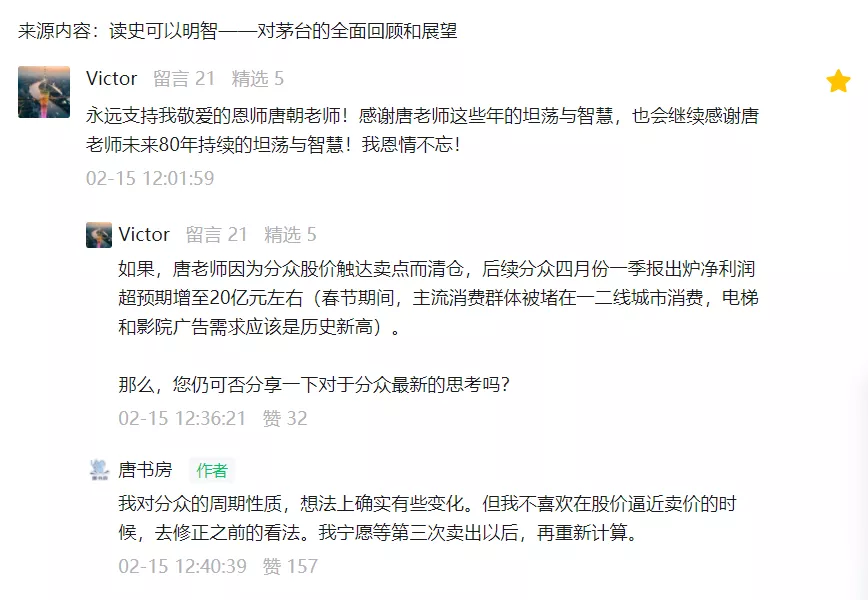 来源内容：读史可以明智——对茅台的全面回顾和展望
Victor 留言 21 精选 5
永远支持我敬爱的恩师唐朝老师！感谢唐老师这些年的坦荡与智慧，也会继续感谢唐
老师未来80年持续的坦荡与智慧！我恩情不忘！
02-15 12:01:59
Victor 留言 21 精选 5
如果，唐老师因为分众股价触达卖点而清仓，后续分众四月份一季报出炉净利润
超预期增至20亿元左右（春节期间，主流消费群体被堵在一二线城市消费，电梯
和影院广告需求应该是历史新高）。
那么，您仍可否分享一下对于分众最新的思考吗？
02-15 12:36:21 赞 32
唐书房 作者
我对分众的周期性质，想法上确实有些变化。但我不喜欢在股价逼近卖价的时
候，去修正之前的看法。我宁愿等第三次卖出以后，再重新计算。
02-15 12:40:39 赞 157